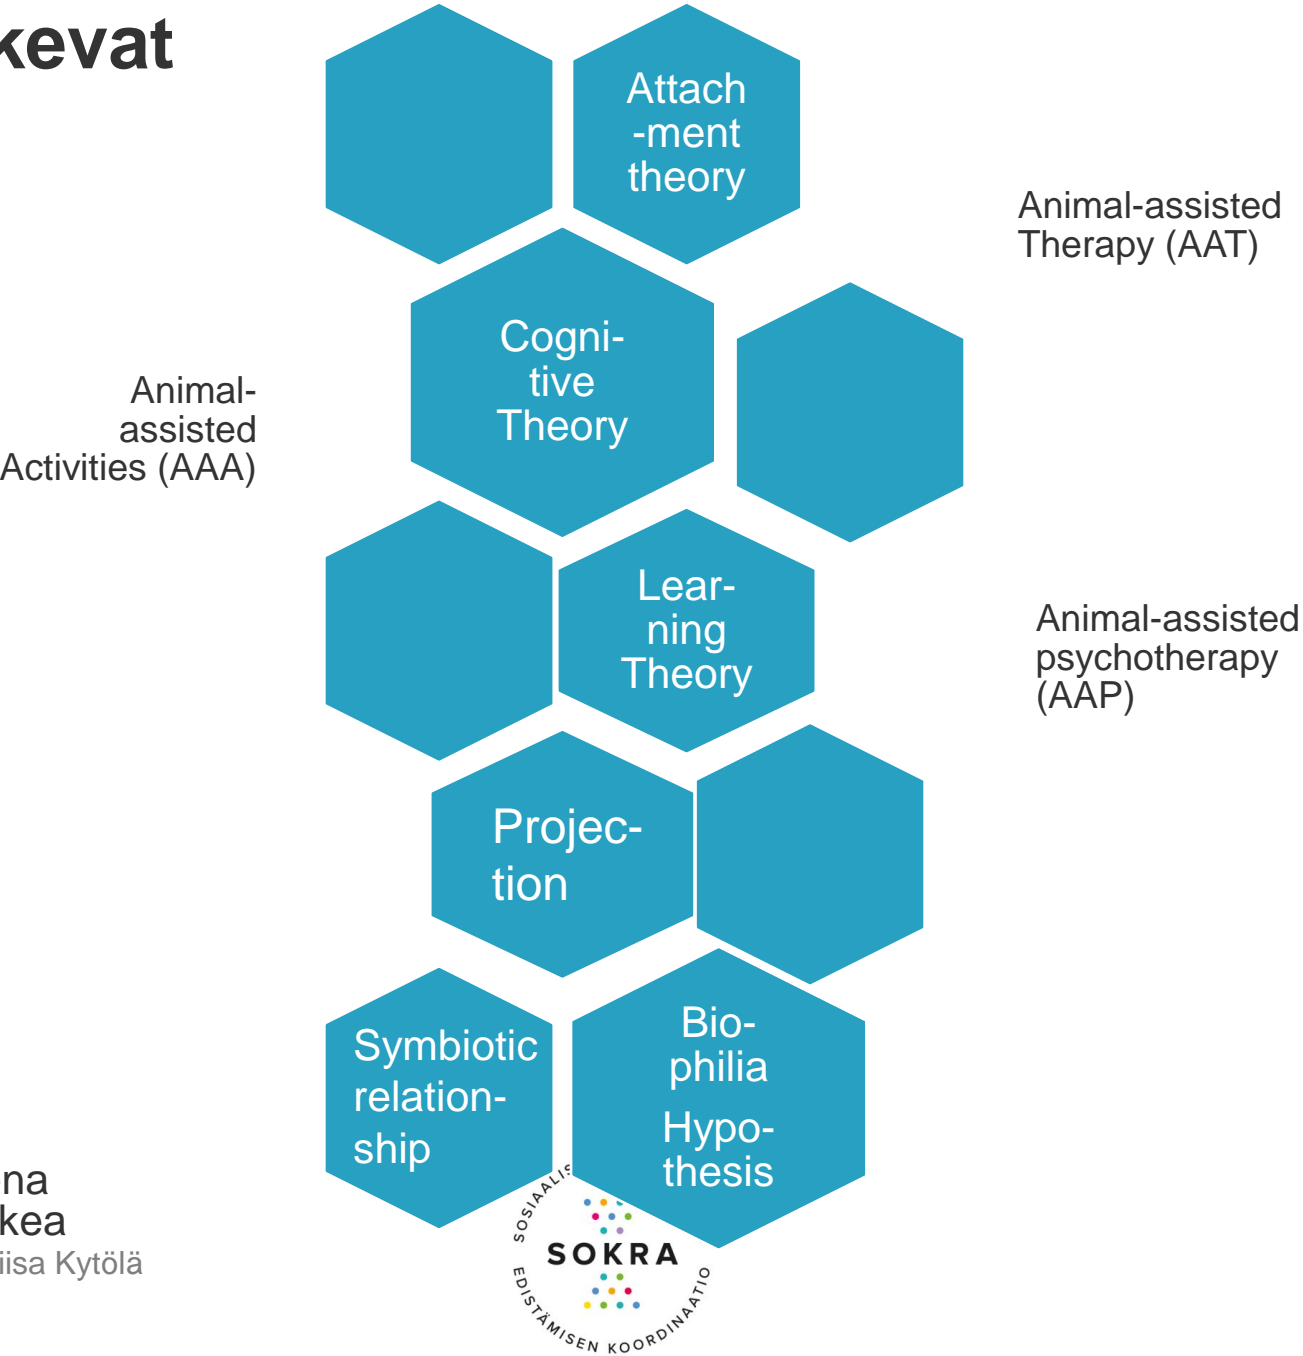 kevat
Attach
-ment
theory
Animal-assisted
Therapy (AAT)
Cogni-
tive
Theory
Animal-
assisted
Activities (AAA)
Lear-
ning
Theory
Animal-assisted
psychotherapy
(AAP)
Projec-
tion
Symbiotic
relation-
ship
Bio-
philia
Hypo-
thesis
na
kea
iisa Kytölä
SOSIAALIS
SOKRA
EDISTÄMISEN KOORDINAATIO